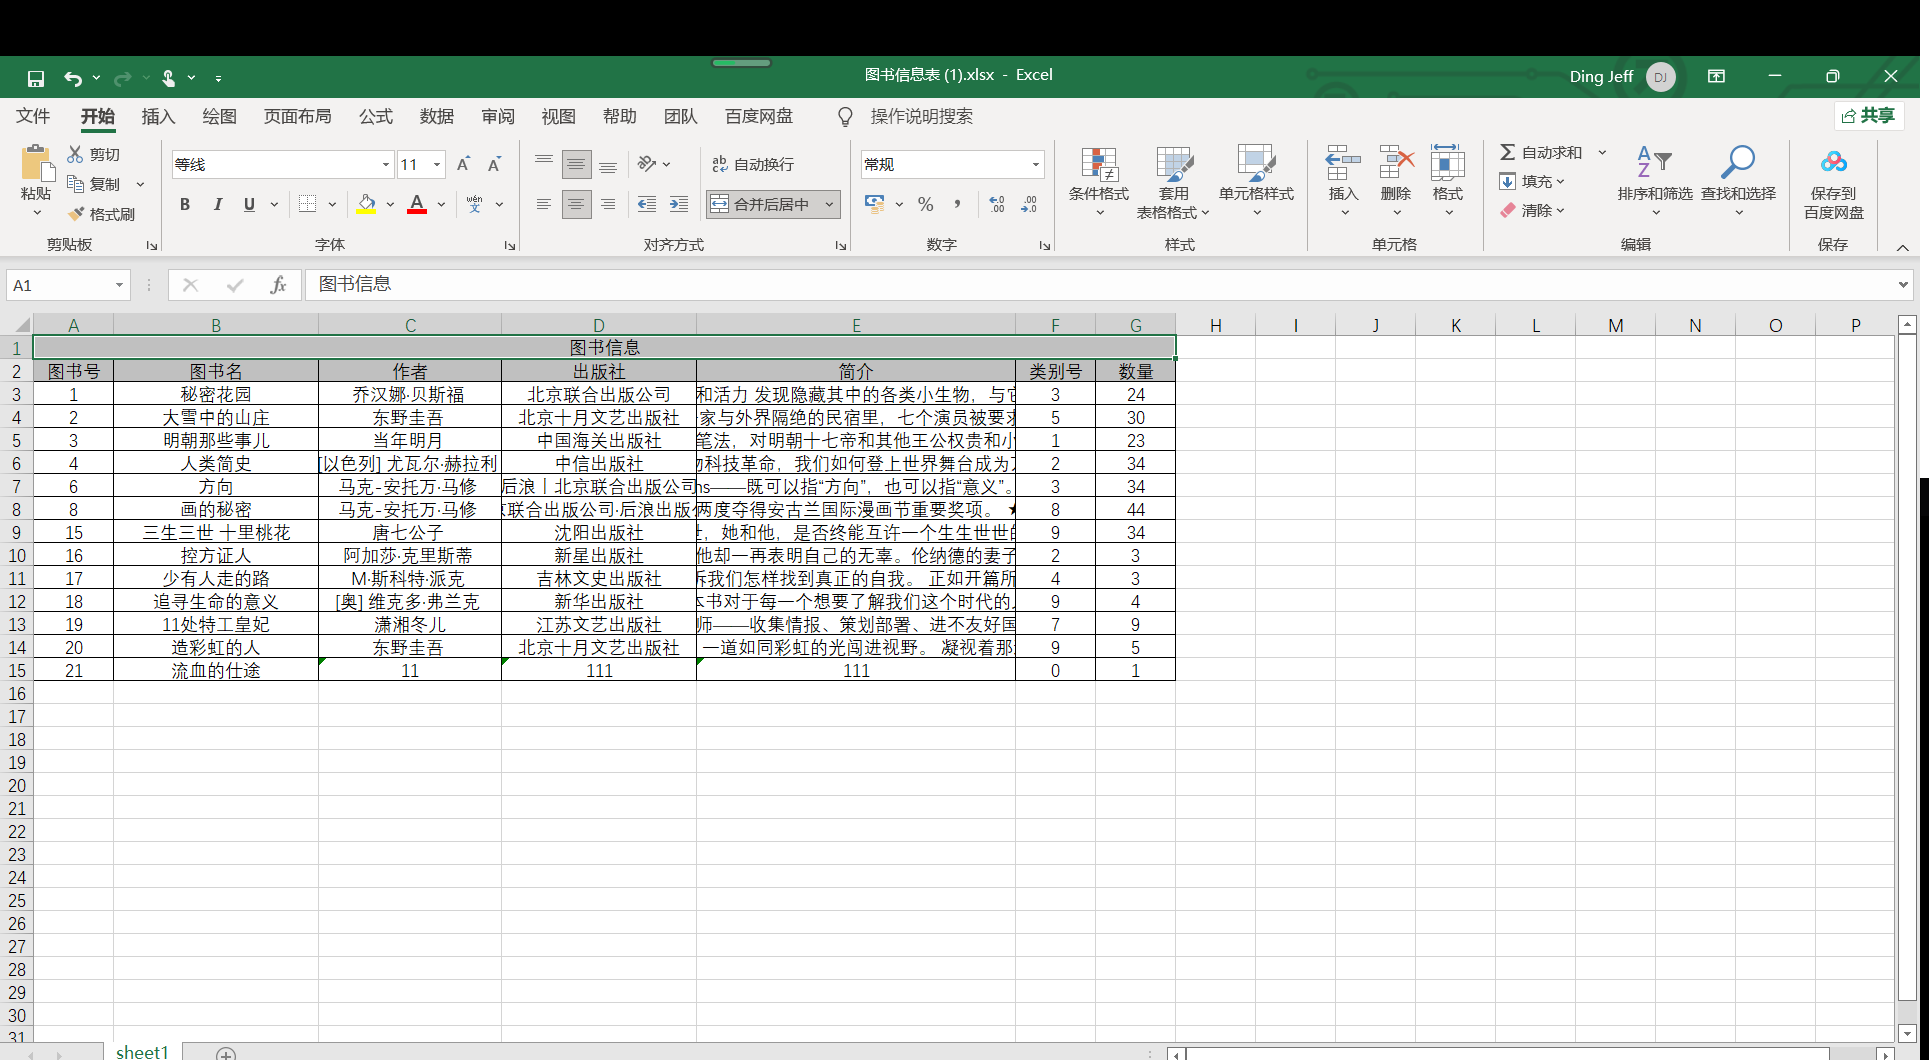 图书信息表 (1).xlsx - Excel
Ding Jeff DJ
文件 开始 插入 绘图 页面布局 公式 数据 审阅 视图 帮助 团队 百度网盘 操作说明搜索 共享
粘贴 剪切 复制 格式刷
等线 11 A A
B I U A wén 文
ab c 自动换行
合并后居中
常规
% , .00 .00
条件格式 套用 表格格式 单元格样式
插入 删除 格式
Σ 自动求和
填充
清除
A Z 排序和筛选 查找和选择
保存到 百度网盘
剪贴板 字体 对齐方式 数字 样式 单元格 编辑 保存
A1 fx 图书信息
A B C D E F G H I J K L M N O P
1 图书信息
2 图书号 图书名 作者 出版社 简介 类别号 数量
3 1 秘密花园 乔汉娜·贝斯福 北京联合出版公司 和活力 发现隐藏其中的各类小生物，与它 3 24
4 2 大雪中的山庄 东野圭吾 北京十月文艺出版社 家与外界隔绝的民宿里，七个演员被要求 5 30
5 3 明朝那些事儿 当年明月 中国海关出版社 笔法，对明朝十七帝和其他王公权贵和小 1 23
6 4 人类简史 [以色列] 尤瓦尔·赫拉利 中信出版社 科技革命，我们如何登上世界舞台成为 2 34
7 6 方向 马克-安托万·马修 后浪丨北京联合出版公司 ns——既可以指“方向”，也可以指“意义”。 3 34
8 8 画的秘密 马克-安托万·马修 联合出版公司·后浪出版 两度夺得安古兰国际漫画节重要奖项。 ★ 8 44
9 15 三生三世 十里桃花 唐七公子 沈阳出版社 ，她和他，是否终能互许一个生生世世的 9 34
10 16 控方证人 阿加莎·克里斯蒂 新星出版社 他却一再表明自己的无辜。伦纳德的妻子 2 3
11 17 少有人走的路 M·斯科特·派克 吉林文史出版社 诉我们怎样找到真正的自我。 正如开篇所 4 3
12 18 追寻生命的意义 [奥] 维克多·弗兰克 新华出版社 本书对于每一个想要了解我们这个时代的 9 4
13 19 11处特工皇妃 潇湘冬儿 江苏文艺出版社 师——收集情报、策划部署、进不友好国 7 9
14 20 造彩虹的人 东野圭吾 北京十月文艺出版社 一道如同彩虹的光闯进视野。 凝视着那 9 5
15 21 流血的仕途 11 111 111 0 1
16
17
18
19
20
21
22
23
24
25
26
27
28
29
30
31
sheet1